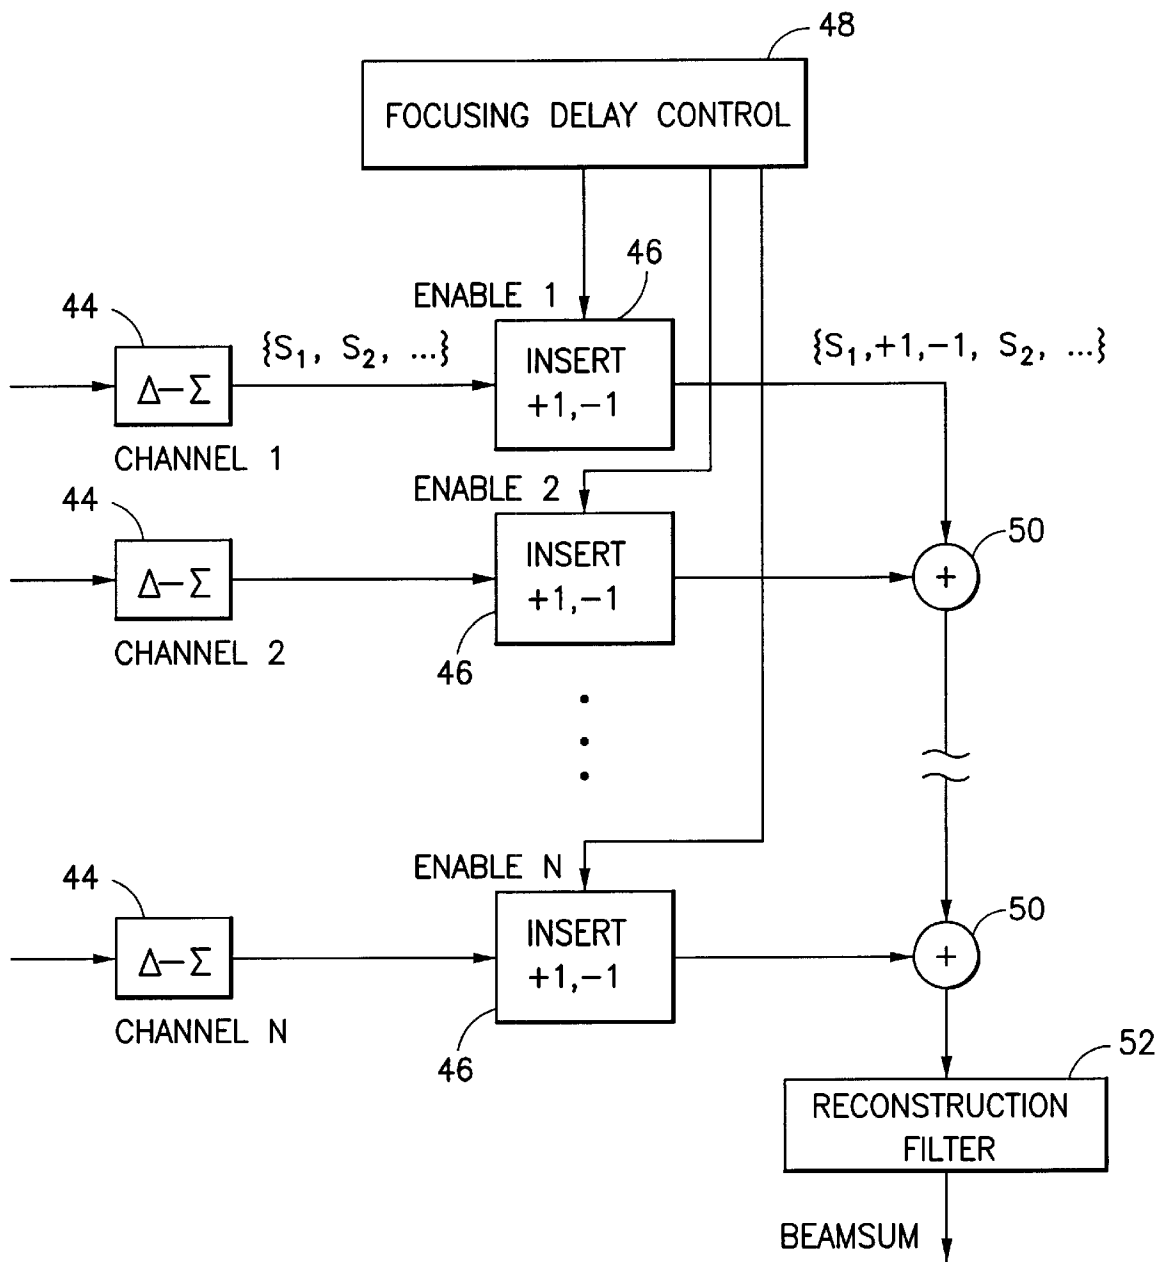 48
FOCUSING DELAY CONTROL
46
ENABLE 1
44
{S₁, S₂, ...}
INSERT
+1,−1
{S₁,+1,−1, S₂, ...}
Δ−Σ
CHANNEL 1
ENABLE 2
44
INSERT
+1,−1
50
Δ−Σ
+
CHANNEL 2
46
ENABLE N
44
50
INSERT
+1,−1
Δ−Σ
+
CHANNEL N
46
52
RECONSTRUCTION
FILTER
BEAMSUM